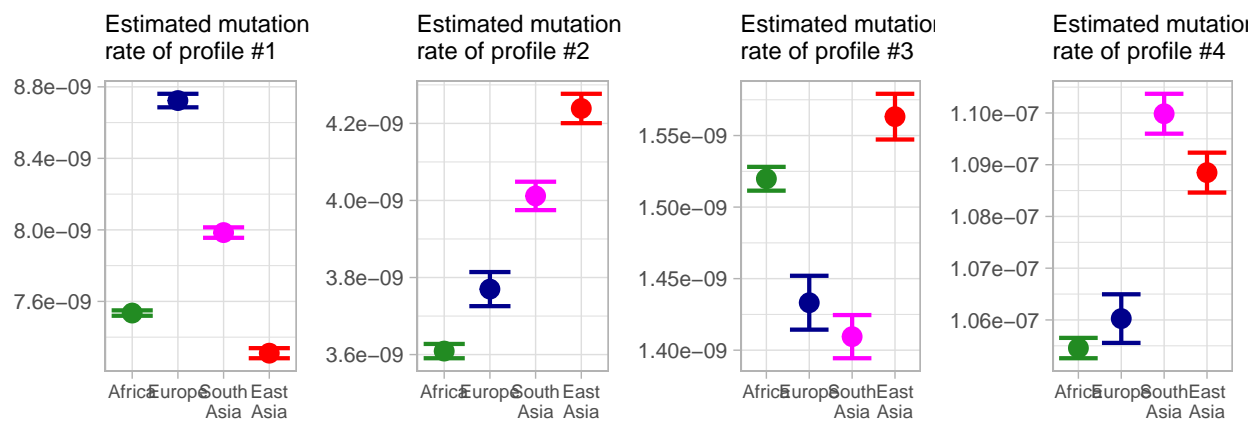 Estimated mutation
rate of profile #1
8.8e−09
8.4e−09
8.0e−09
7.6e−09
Africa Europe South Asia East Asia
Estimated mutation
rate of profile #2
4.2e−09
4.0e−09
3.8e−09
3.6e−09
Africa Europe South Asia East Asia
Estimated mutation
rate of profile #3
1.55e−09
1.50e−09
1.45e−09
1.40e−09
Africa Europe South Asia East Asia
Estimated mutation
rate of profile #4
1.10e−07
1.09e−07
1.08e−07
1.07e−07
1.06e−07
Africa Europe South Asia East Asia